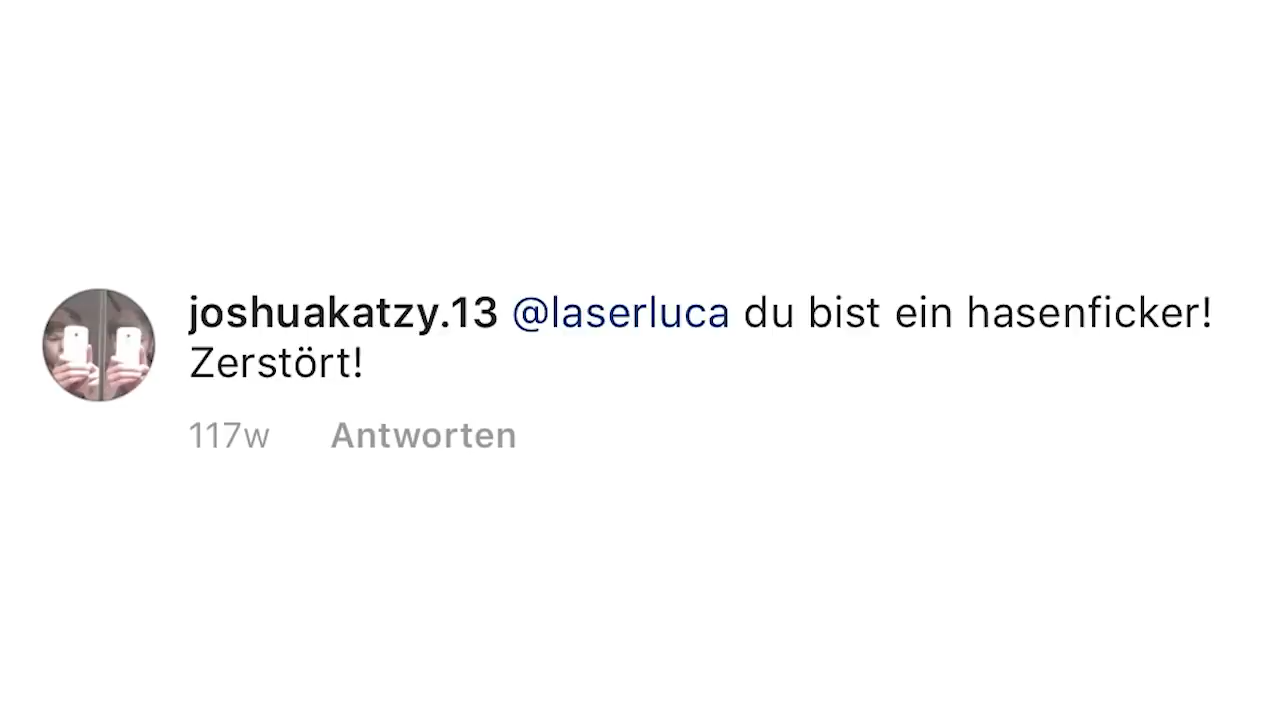 joshuakatzy.13 @laserluca du bist ein hasenficker!
Zerstört!
117w Antworten